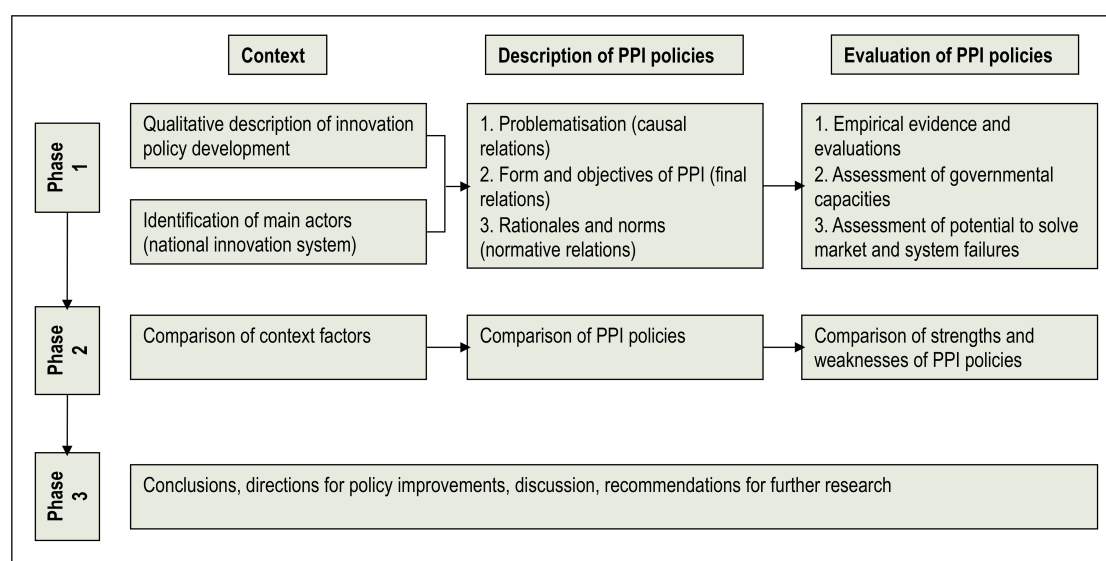 Context
Description of PPI policies
Evaluation of PPI policies
Phase
1
Qualitative description of innovation
policy development
Identification of main actors
(national innovation system)
1. Problematisation (causal
relations)
2. Form and objectives of PPI (final
relations)
3. Rationales and norms
(normative relations)
1. Empirical evidence and
evaluations
2. Assessment of governmental
capacities
3. Assessment of potential to solve
market and system failures
Phase
2
Comparison of context factors
Comparison of PPI policies
Comparison of strengths and
weaknesses of PPI policies
Phase
3
Conclusions, directions for policy improvements, discussion, recommendations for further research